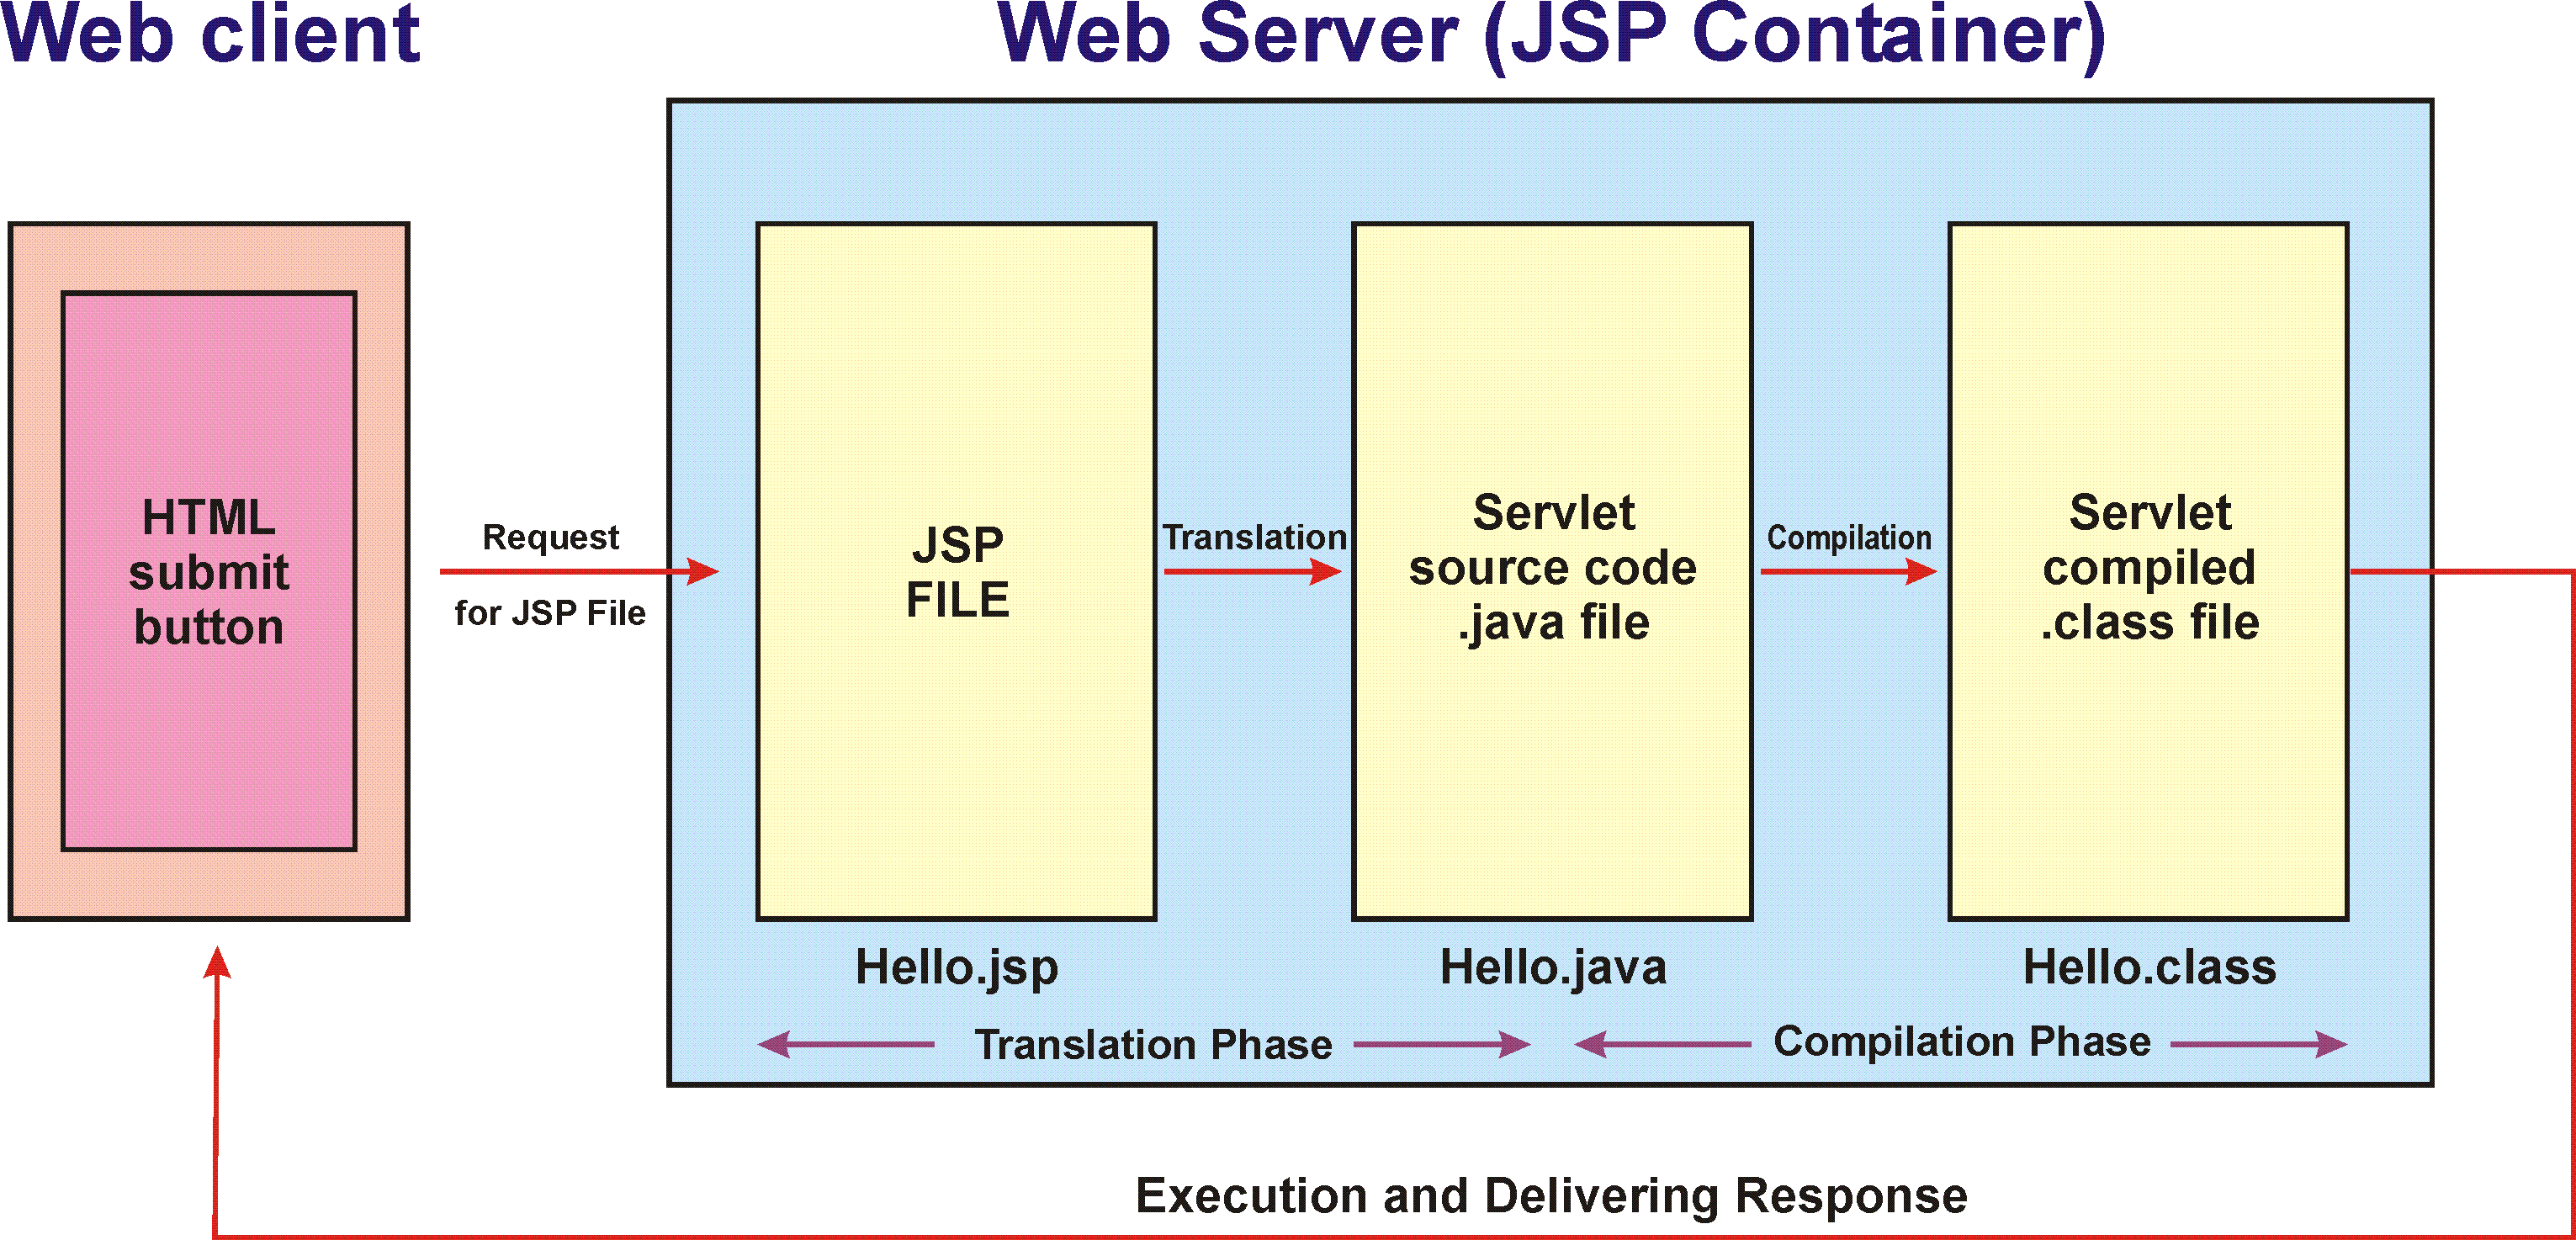 Web client
Web Server (JSP Container)
HTML
submit
button
Request
for JSP File
JSP
FILE
Translation
Servlet
source code
.java file
Compilation
Servlet
compiled
.class file
Hello.jsp
Hello.java
Hello.class
Translation Phase
Compilation Phase
Execution and Delivering Response